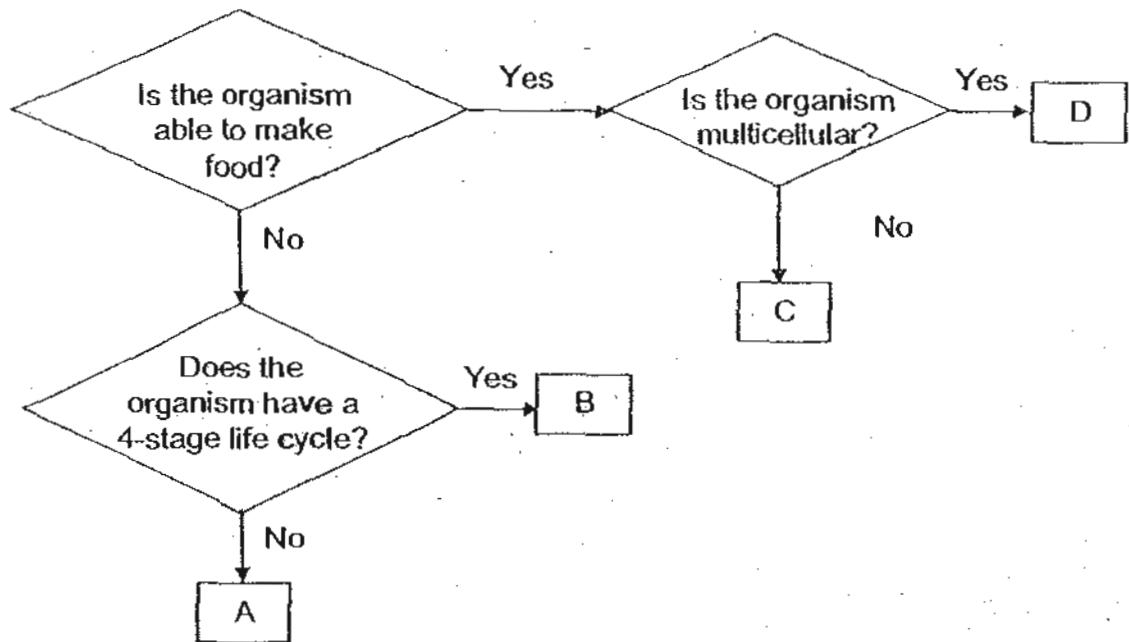 Is the organism
able to make
food?
Yes
Is the organism
multicellular?
Yes
D
No
C
No
Does the
organism have a
4-stage life cycle?
Yes
B
No
A